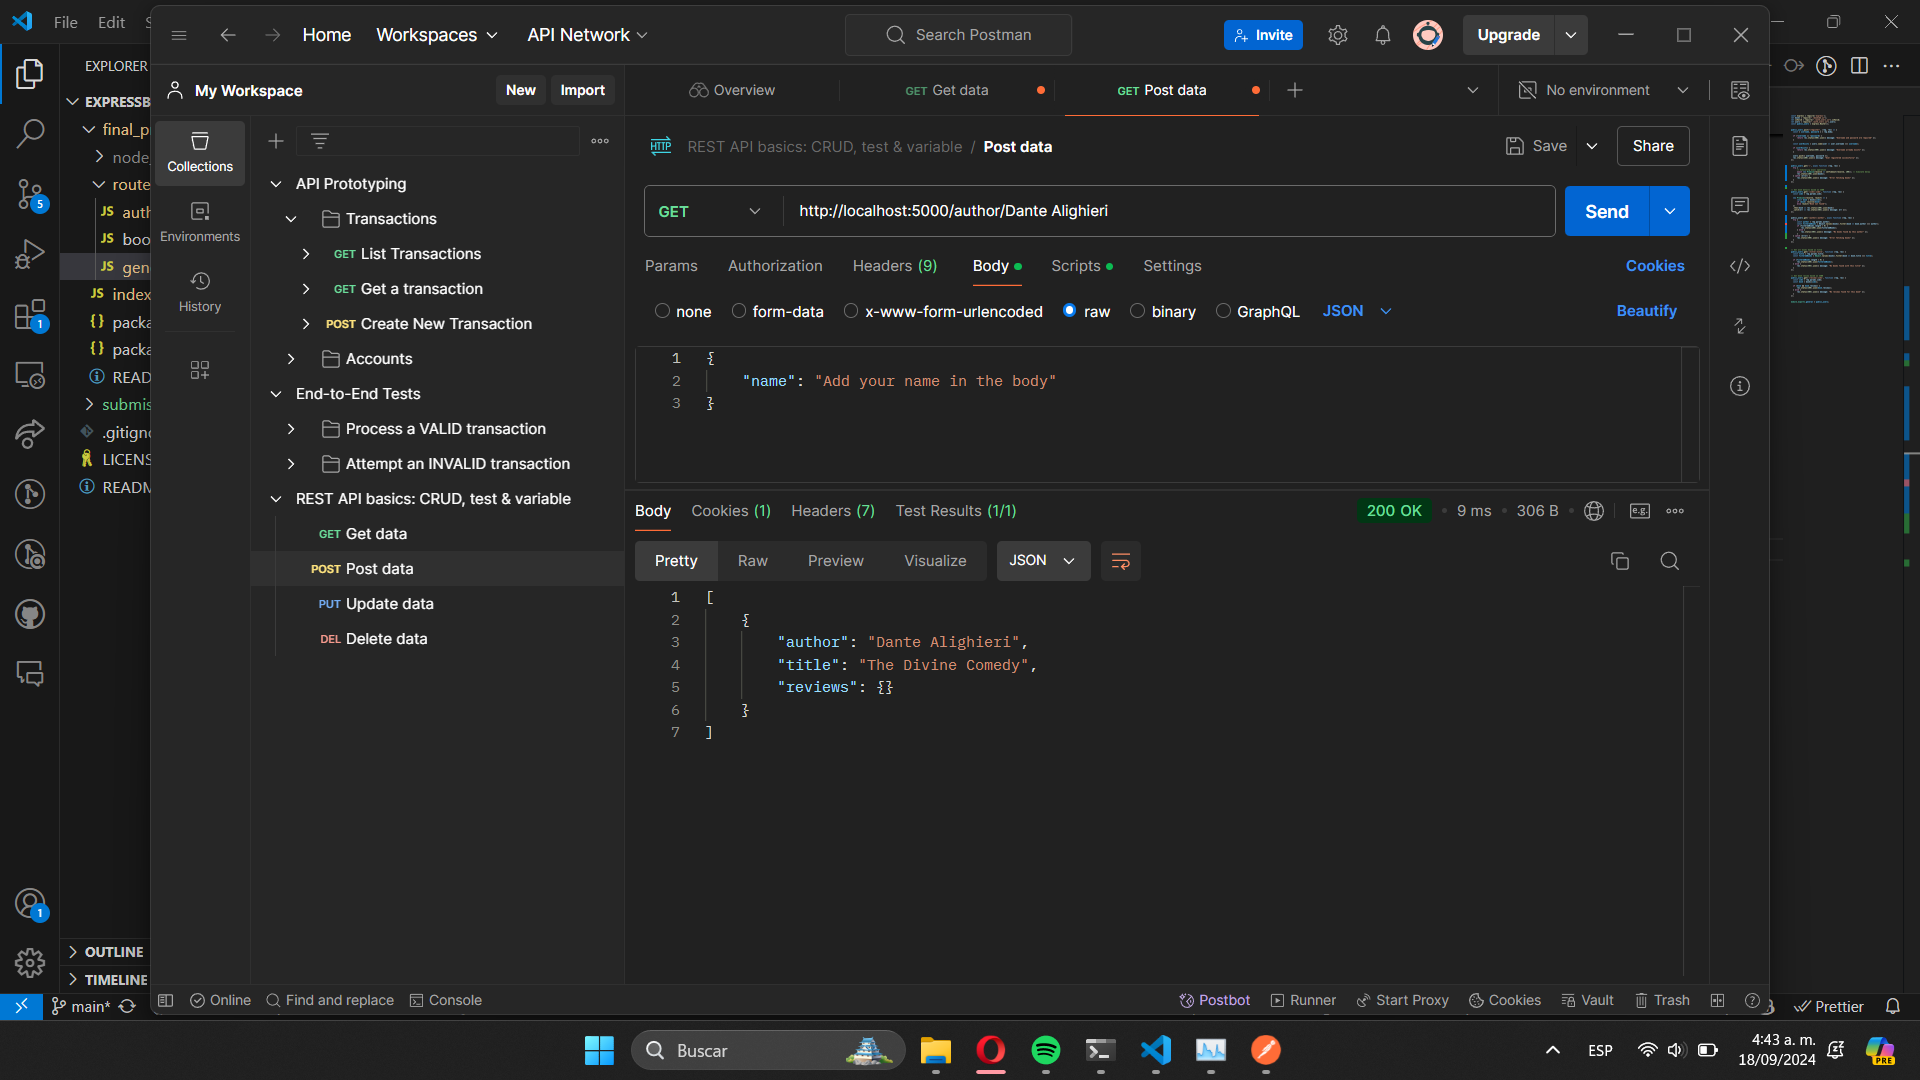 File
Edit
Home
Workspaces
API Network
Search Postman
Invite
Upgrade
EXPLORER
EXPRESSB
final_p
node_
route
JS aut
JS boo
JS gen
JS index
{} packa
{} packa
READ
submis
.gitigno
LICENS
READM
OUTLINE
TIMELINE
My Workspace
New
Import
Collections
Environments
History
API Prototyping
Transactions
GET List Transactions
GET Get a transaction
POST Create New Transaction
Accounts
End-to-End Tests
Process a VALID transaction
Attempt an INVALID transaction
REST API basics: CRUD, test & variable
GET Get data
POST Post data
PUT Update data
DEL Delete data
Overview
GET Get data
GET Post data
No environment
HTTP REST API basics: CRUD, test & variable / Post data
Save
Share
GET
http://localhost:5000/author/Dante Alighieri
Send
Params
Authorization
Headers (9)
Body
Scripts
Settings
Cookies
none
form-data
x-www-form-urlencoded
raw
binary
GraphQL
JSON
Beautify
1 {
2 "name": "Add your name in the body"
3 }
Body
Cookies (1)
Headers (7)
Test Results (1/1)
200 OK
9 ms
306 B
e.g.
Pretty
Raw
Preview
Visualize
JSON
1 [
2 {
3 "author": "Dante Alighieri",
4 "title": "The Divine Comedy",
5 "reviews": {}
6 }
7 ]
Online
Find and replace
Console
Postbot
Runner
Start Proxy
Cookies
Vault
Trash
main*
Prettier
5
1
1
Buscar
ESP
4:43 a. m.
18/09/2024
PRE